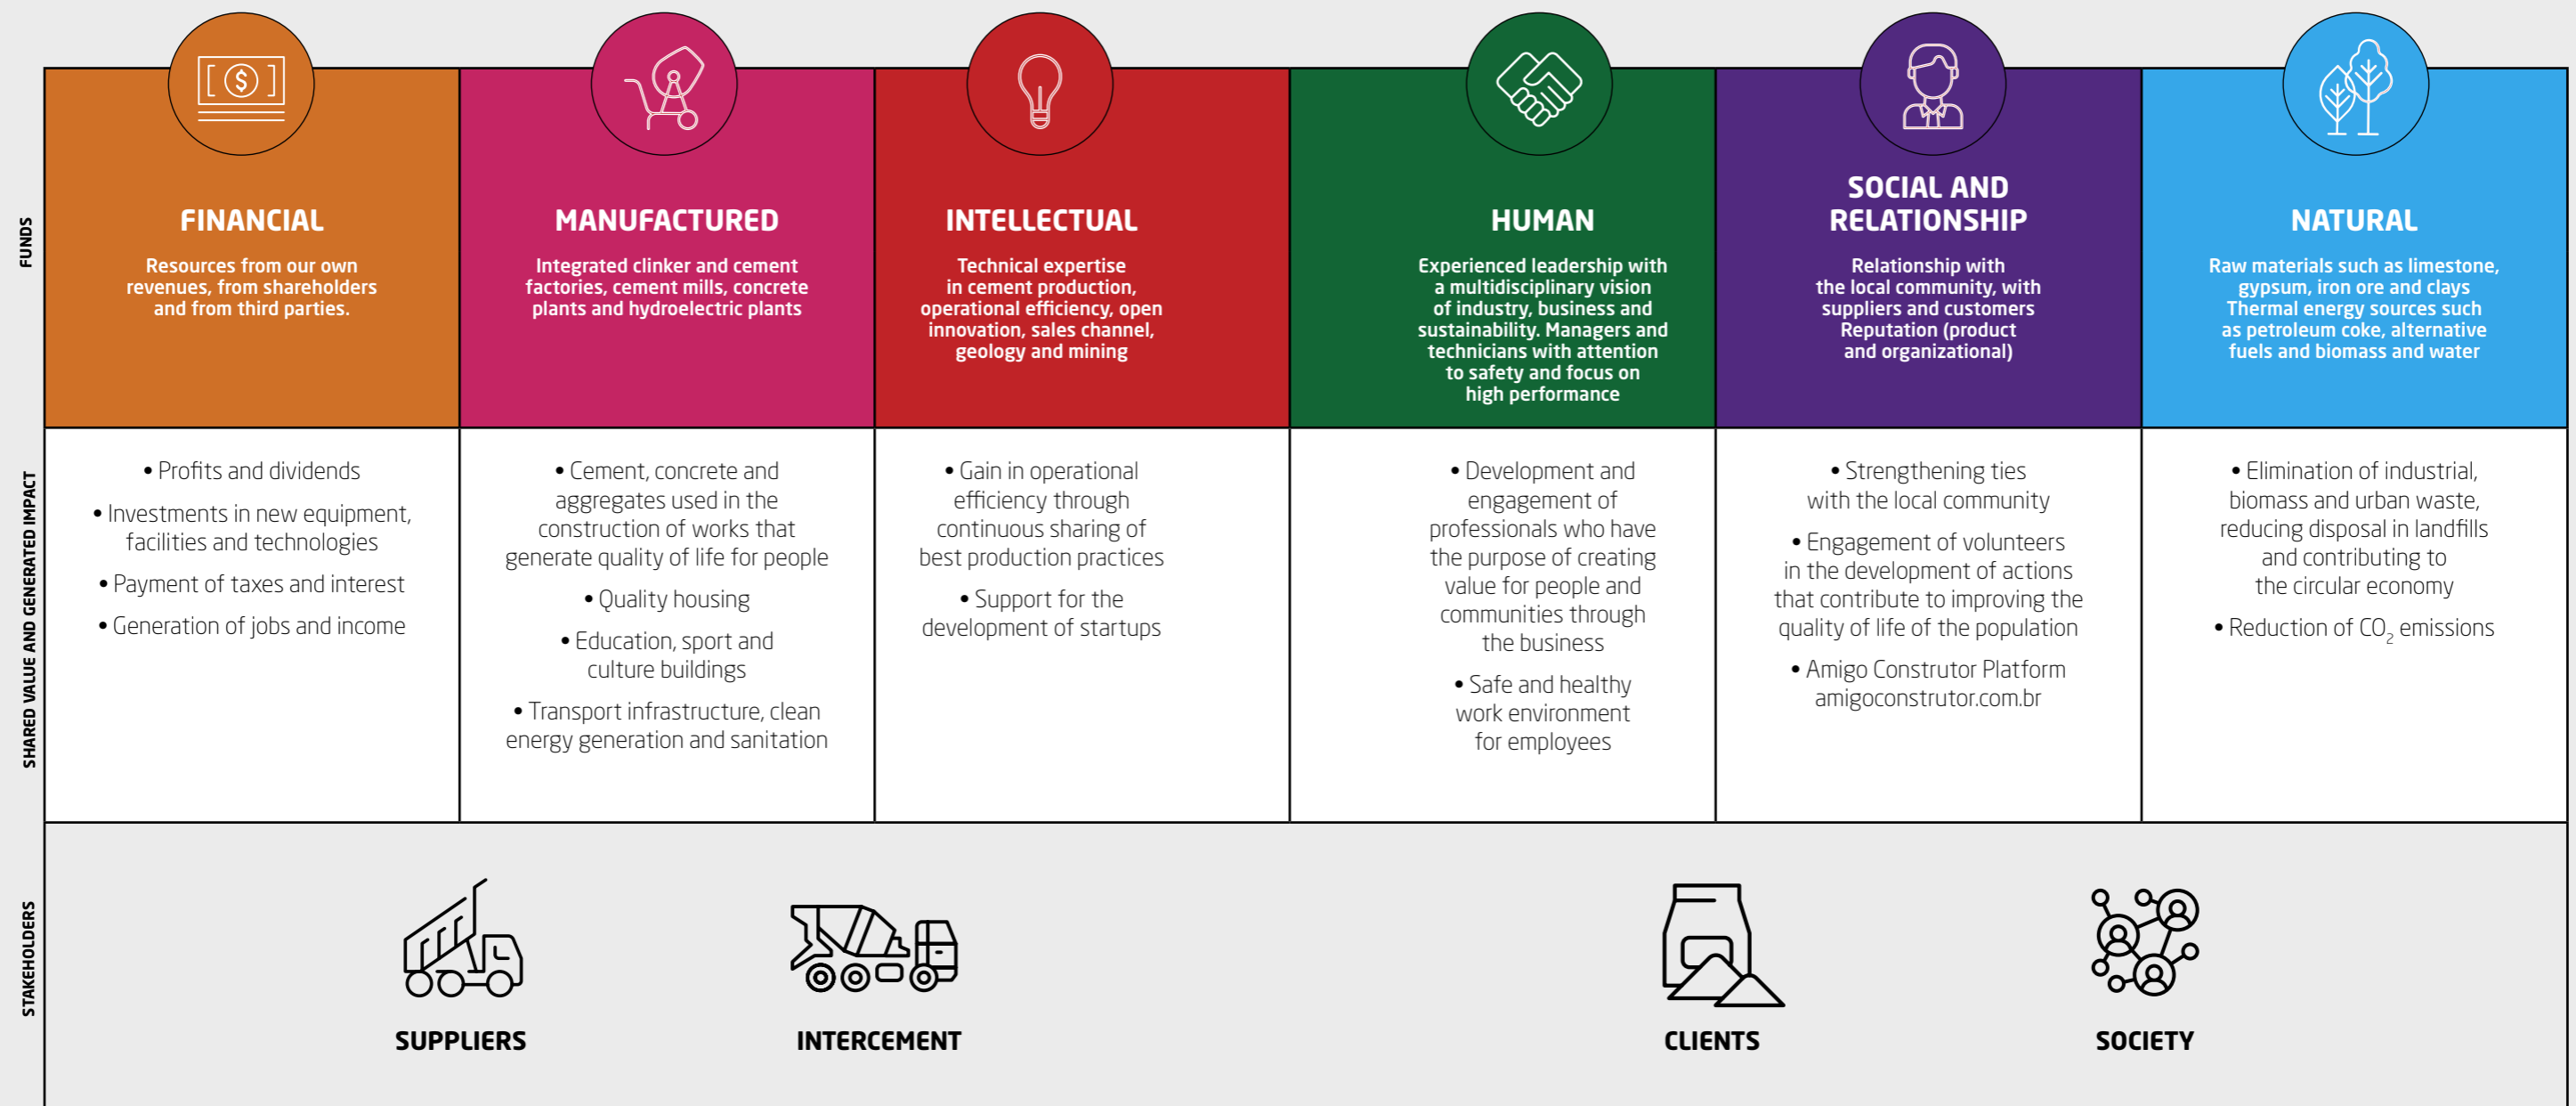 FUNDS
FINANCIAL
Resources from our own
revenues, from shareholders
and from third parties.
MANUFACTURED
Integrated clinker and cement
factories, cement mills, concrete
plants and hydroelectric plants
INTELLECTUAL
Technical expertise
in cement production,
operational efficiency, open
innovation, sales channel,
geology and mining
HUMAN
Experienced leadership with
a multidisciplinary vision
of industry, business and
sustainability. Managers and
technicians with attention
to safety and focus on
high performance
SOCIAL AND
RELATIONSHIP
Relationship with
the local community, with
suppliers and customers
Reputation (product
and organizational)
NATURAL
Raw materials such as limestone,
gypsum, iron ore and clays
Thermal energy sources such
as petroleum coke, alternative
fuels and biomass and water
SHARED VALUE AND GENERATED IMPACT
• Profits and dividends
• Investments in new equipment,
facilities and technologies
• Payment of taxes and interest
• Generation of jobs and income
• Cement, concrete and
aggregates used in the
construction of works that
generate quality of life for people
• Quality housing
• Education, sport and
culture buildings
• Transport infrastructure, clean
energy generation and sanitation
• Gain in operational
efficiency through
continuous sharing of
best production practices
• Support for the
development of startups
• Development and
engagement of
professionals who have
the purpose of creating
value for people and
communities through
the business
• Safe and healthy
work environment
for employees
• Strengthening ties
with the local community
• Engagement of volunteers
in the development of actions
that contribute to improving the
quality of life of the population
• Amigo Construtor Platform
amigoconstrutor.com.br
• Elimination of industrial,
biomass and urban waste,
reducing disposal in landfills
and contributing to
the circular economy
• Reduction of CO₂ emissions
STAKEHOLDERS
SUPPLIERS
INTERCEMENT
CLIENTS
SOCIETY